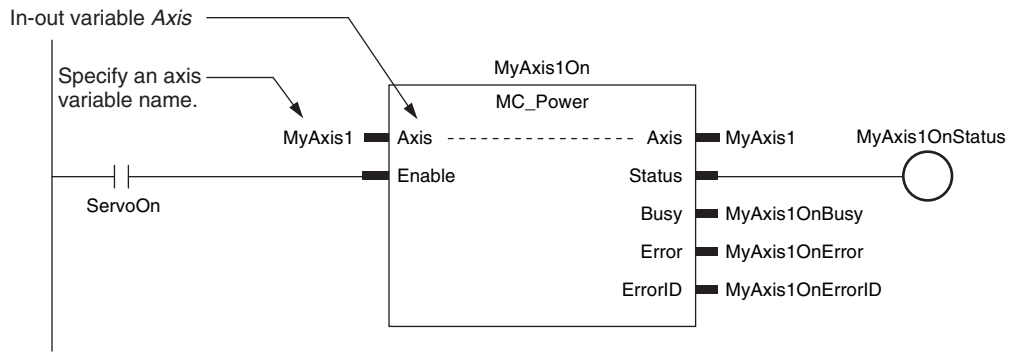 In-out variable Axis
Specify an axis
variable name.
MyAxis1On
MC_Power
MyAxis1 Axis Axis MyAxis1
MyAxis1OnStatus
Enable Status
ServoOn
Busy MyAxis1OnBusy
Error MyAxis1OnError
ErrorID MyAxis1OnErrorID